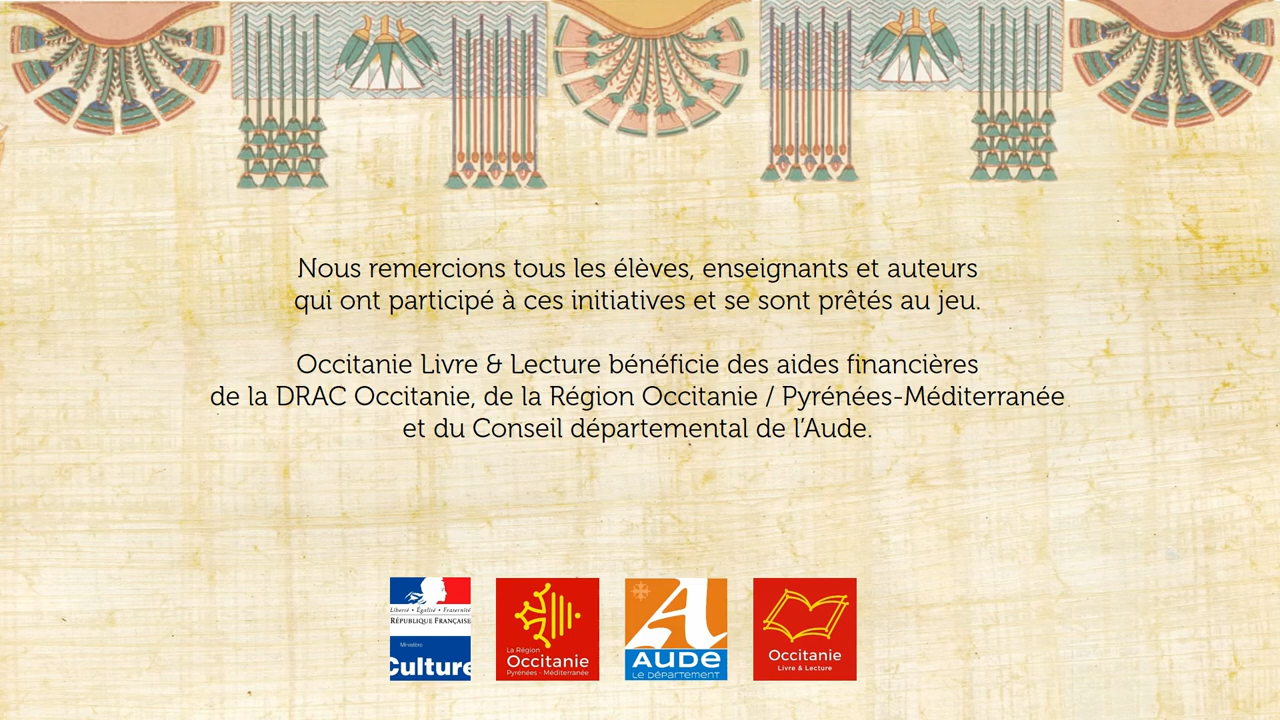 Nous remercions tous les élèves, enseignants et auteurs
qui ont participé à ces initiatives et se sont prêtés au jeu.
Occitanie Livre & Lecture bénéficie des aides financières
de la DRAC Occitanie, de la Région Occitanie / Pyrénées-Méditerranée
et du Conseil départemental de l’Aude.
Liberté • Égalité • Fraternité
RÉPUBLIQUE FRANÇAISE
Ministère
Culture
La Région
Occitanie
Pyrénées - Méditerranée
A
AUDE
LE DÉPARTEMENT
Occitanie
Livre & Lecture